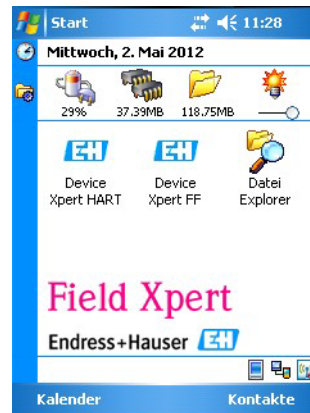 Start 11:28
Mittwoch, 2. Mai 2012
29% 37.39MB 118.75MB
EH EH
Device Xpert HART
Device Xpert FF
Datei Explorer
Field Xpert
Endress+Hauser EH
Kalender Kontakte